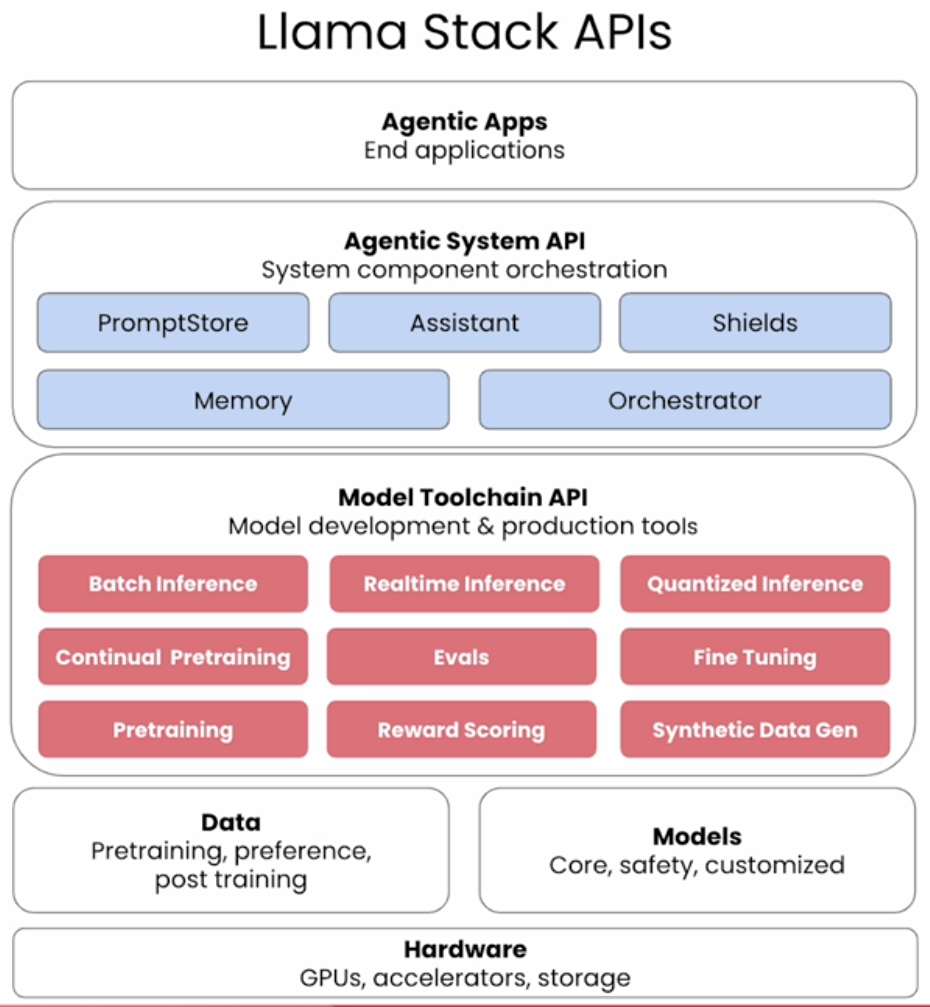 Llama Stack APIs
Agentic Apps
End applications
Agentic System API
System component orchestration
PromptStore
Assistant
Shields
Memory
Orchestrator
Model Toolchain API
Model development & production tools
Batch Inference
Realtime Inference
Quantized Inference
Continual Pretraining
Evals
Fine Tuning
Pretraining
Reward Scoring
Synthetic Data Gen
Data
Pretraining, preference,
post training
Models
Core, safety, customized
Hardware
GPUs, accelerators, storage